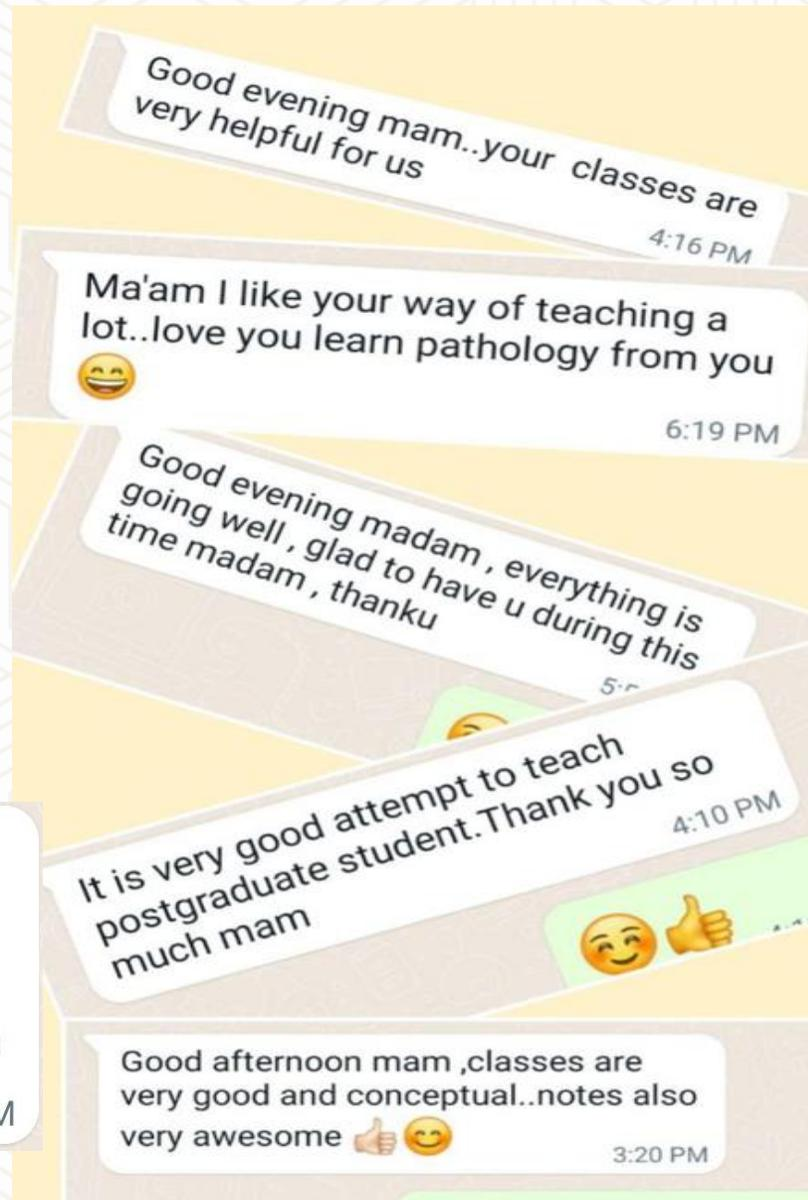 Good evening mam..your classes are
very helpful for us
4:16 PM
Ma'am I like your way of teaching a
lot..love you learn pathology from you
😄
6:19 PM
Good evening madam , everything is
going well , glad to have u during this
time madam , thanku
It is very good attempt to teach
postgraduate student.Thank you so
much mam
4:10 PM
😊👍
Good afternoon mam ,classes are
very good and conceptual..notes also
very awesome 👍🏻😊
3:20 PM